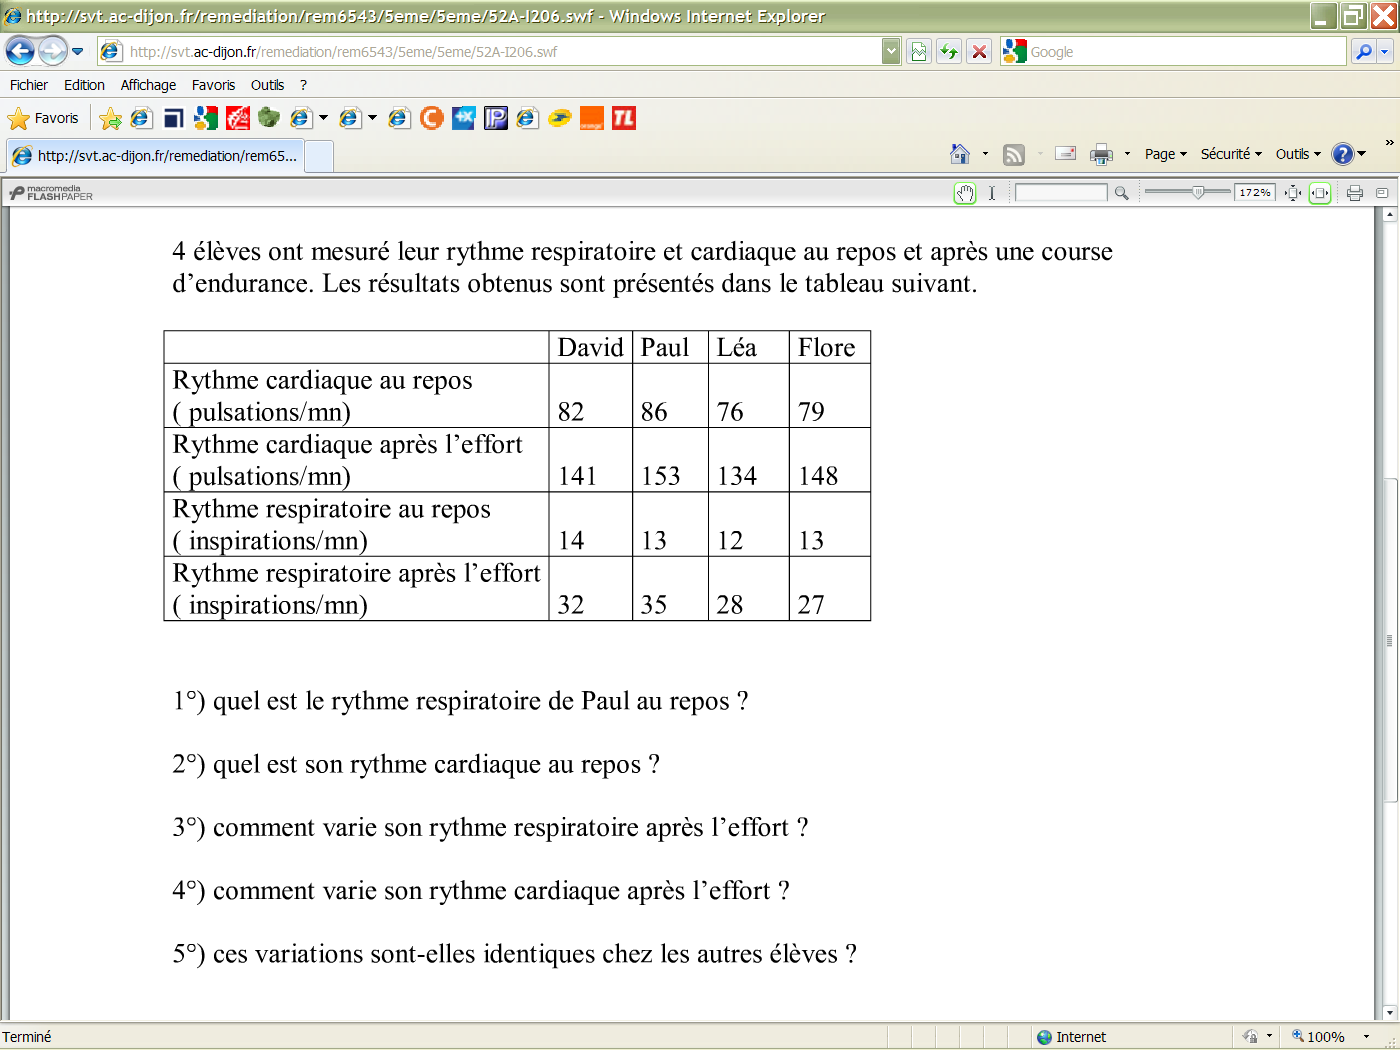 http://svt.ac-dijon.fr/remediation/rem6543/5eme/5eme/52A-I206.swf - Windows Internet Explorer
http://svt.ac-dijon.fr/remediation/rem6543/5eme/5eme/52A-I206.swf
Google
Fichier Edition Affichage Favoris Outils ?
Favoris
http://svt.ac-dijon.fr/remediation/rem65...
Page Sécurité Outils »
macromedia
FLASHPAPER
172%
4 élèves ont mesuré leur rythme respiratoire et cardiaque au repos et après une course
d'endurance. Les résultats obtenus sont présentés dans le tableau suivant.
David Paul Léa Flore
Rythme cardiaque au repos
( pulsations/mn) 82 86 76 79
Rythme cardiaque après l'effort
( pulsations/mn) 141 153 134 148
Rythme respiratoire au repos
( inspirations/mn) 14 13 12 13
Rythme respiratoire après l'effort
( inspirations/mn) 32 35 28 27
1°) quel est le rythme respiratoire de Paul au repos ?
2°) quel est son rythme cardiaque au repos ?
3°) comment varie son rythme respiratoire après l'effort ?
4°) comment varie son rythme cardiaque après l'effort ?
5°) ces variations sont-elles identiques chez les autres élèves ?
Terminé
Internet
100%